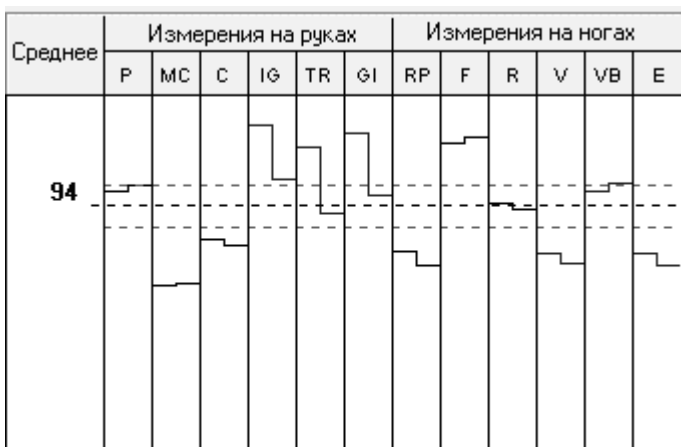 Среднее
Измерения на руках
Измерения на ногах
P MC C IG TR GI RP F R V VB E
94